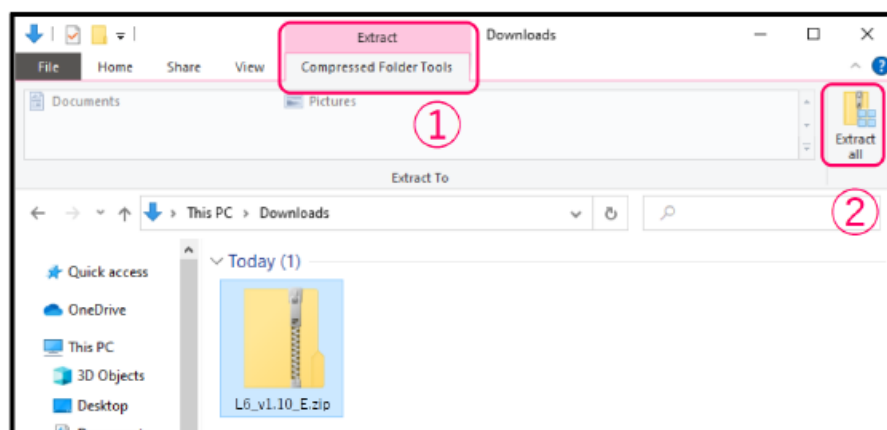 Extract
Downloads
File Home Share View Compressed Folder Tools
?
Documents Pictures
①
Extract
all
Extract To
②
This PC > Downloads
Quick access
Today (1)
OneDrive
This PC
3D Objects
Desktop
L6_v1.10_E.zip